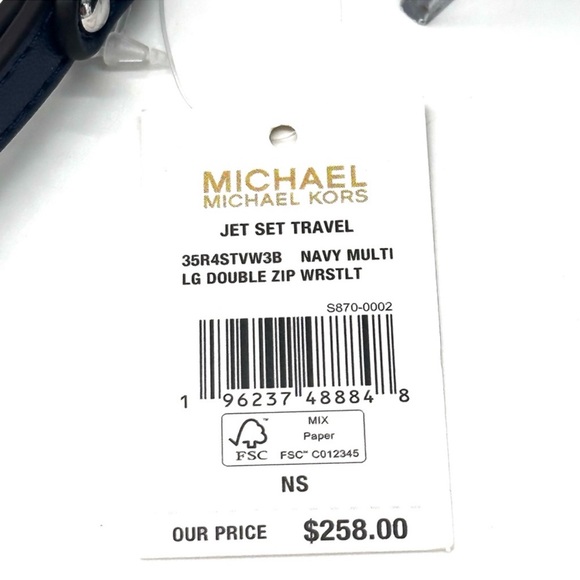 MICHAEL
MICHAEL KORS
JET SET TRAVEL
35R4STVW3B NAVY MULTI
LG DOUBLE ZIP WRSTLT
S870-0002
1 96237 48884 8
FSC™
MIX
Paper
FSC™ C012345
NS
OUR PRICE $258.00